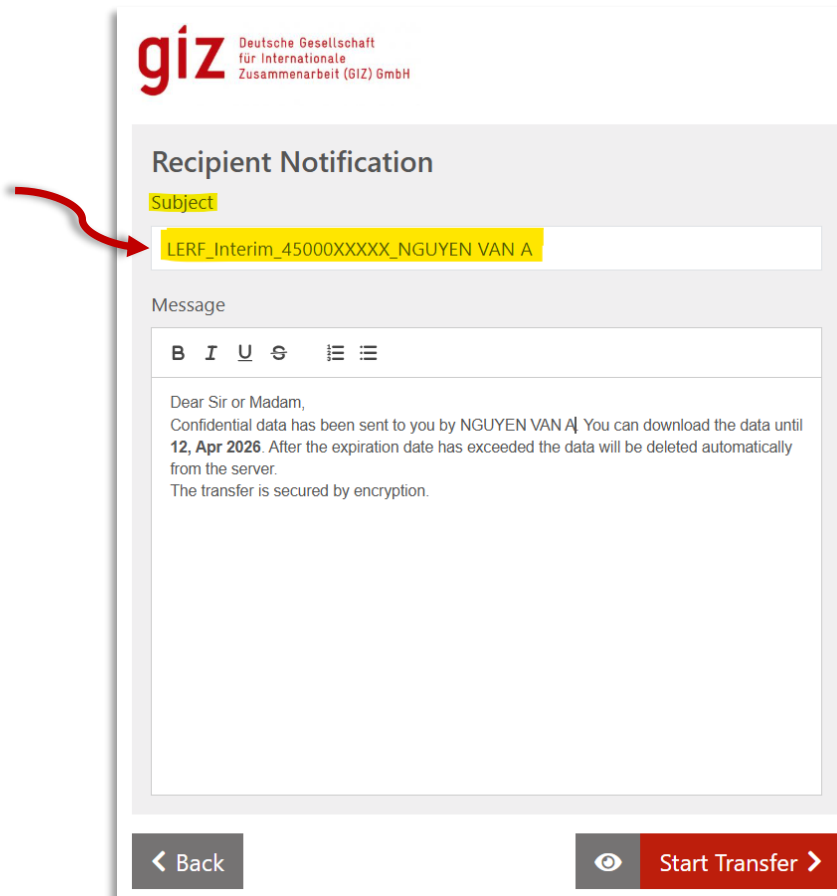 giz Deutsche Gesellschaft
für Internationale
Zusammenarbeit (GIZ) GmbH
Recipient Notification
Subject
LERF_Interim_45000XXXXX_NGUYEN VAN A
Message
B I U S
Dear Sir or Madam,
Confidential data has been sent to you by NGUYEN VAN A. You can download the data until
12, Apr 2026. After the expiration date has exceeded the data will be deleted automatically
from the server.
The transfer is secured by encryption.
Back
Start Transfer